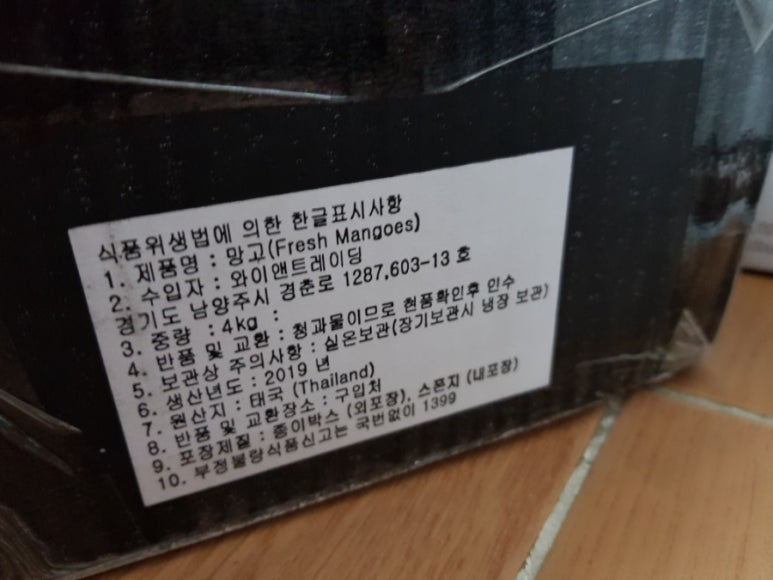 식품위생법에 의한 한글표시사항
1. 제품명 : 망고(Fresh Mangoes)
2. 수입자 : 와이앤트레이딩
경기도 남양주시 경춘로 1287,603-13 호
3. 중량 : 4kg :
4. 반품 및 교환 : 청과물이므로 현품확인후 인수
5. 보관상 주의사항 : 실온보관(장기보관시 냉장 보관)
6. 생산년도 : 2019 년
7. 원산지 : 태국 (Thailand)
8. 반품 및 교환장소 : 구입처
9. 포장재질 : 종이박스 (외포장), 스폰지 (내포장)
10. 부정불량식품신고는 국번없이 1399